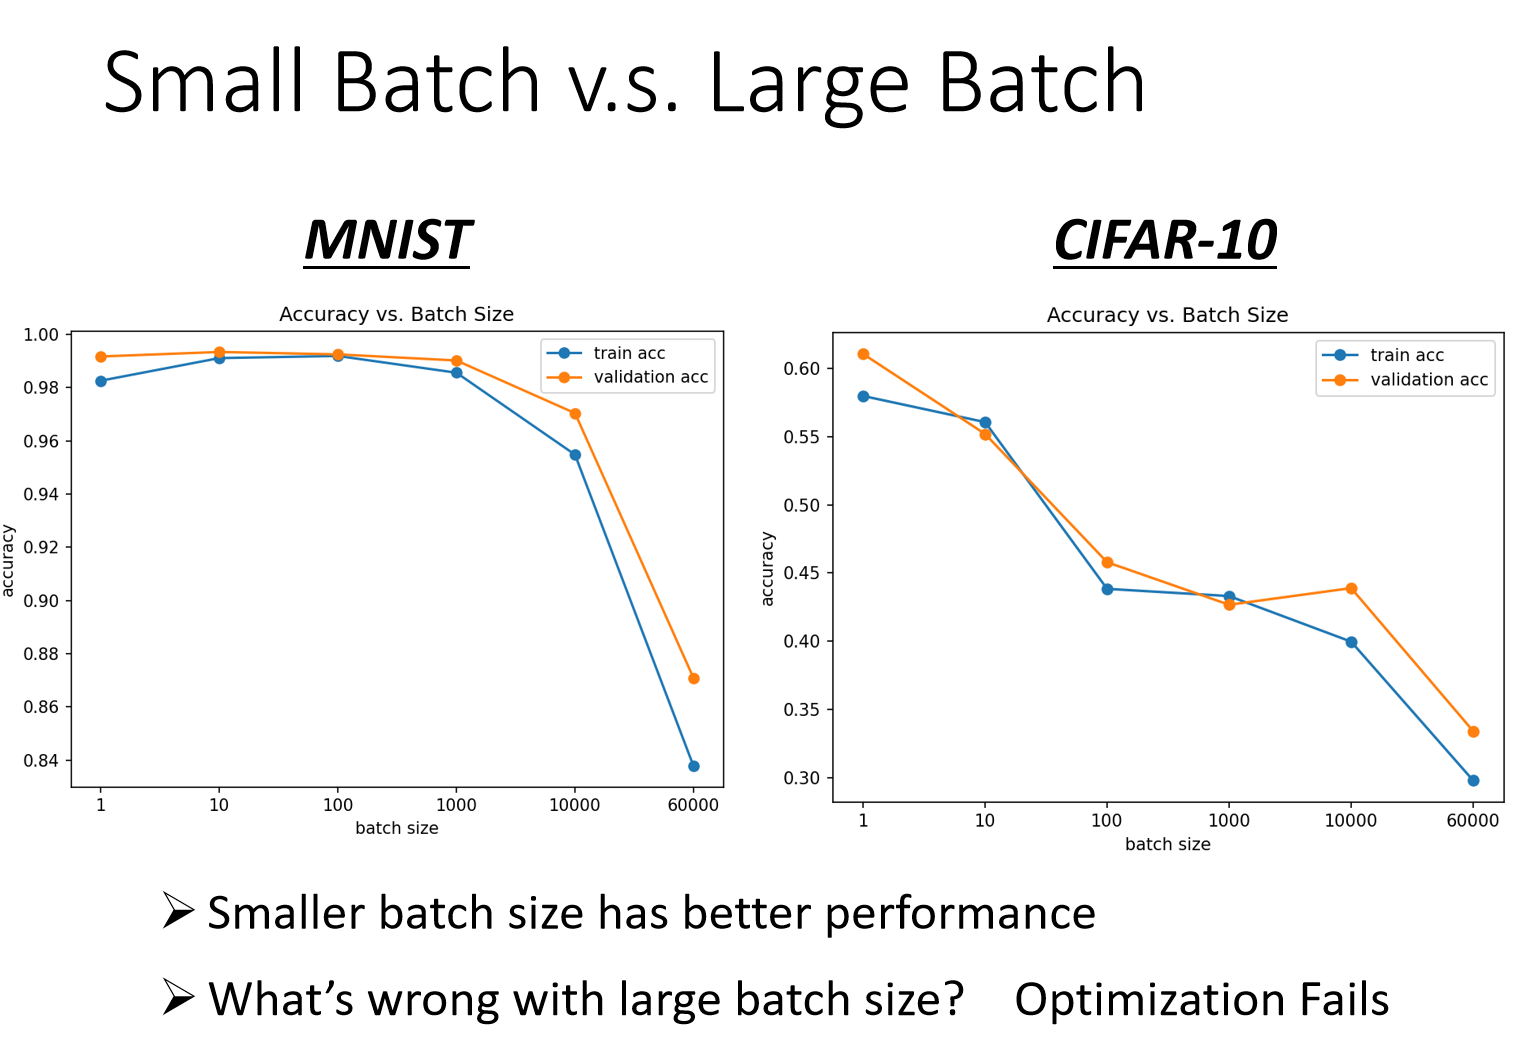 Small Batch v.s. Large Batch
MNIST
Accuracy vs. Batch Size
train acc
validation acc
accuracy
1.00
0.98
0.96
0.94
0.92
0.90
0.88
0.86
0.84
1 10 100 1000 10000 60000
batch size
CIFAR-10
Accuracy vs. Batch Size
train acc
validation acc
accuracy
0.60
0.55
0.50
0.45
0.40
0.35
0.30
1 10 100 1000 10000 60000
batch size
➢ Smaller batch size has better performance
➢ What’s wrong with large batch size? Optimization Fails